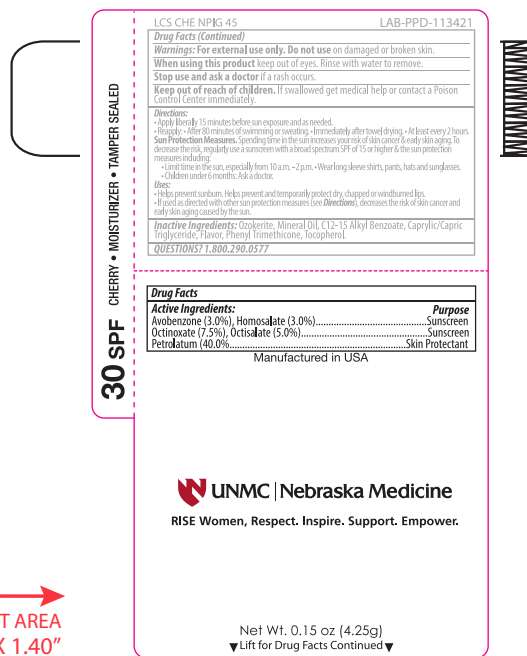 LCS CHE NPIG 45 LAB-PPD-113421
Drug Facts (Continued)
Warnings: For external use only. Do not use on damaged or broken skin.
When using this product keep out of eyes. Rinse with water to remove.
Stop use and ask a doctor if a rash occurs.
Keep out of reach of children. If swallowed get medical help or contact a Poison
Control Center immediately.
Directions:
• Apply liberally 15 minutes before sun exposure and as needed.
• Reapply: • After 80 minutes of swimming or sweating. • Immediately after towel drying. • At least every 2 hours.
Sun Protection Measures. Spending time in the sun increases your risk of skin cancer & early skin aging. To
decrease the risk, regularly use a sunscreen with a broad spectrum SPF of 15 or higher & the sun protection
measures including:
• Limit time in the sun, especially from 10 a.m. – 2 p.m. • Wear long sleeve shirts, pants, hats and sunglasses.
• Children under 6 months: Ask a doctor.
Uses:
• Helps prevent sunburn. Helps prevent and temporarily protect dry, chapped or windburned lips.
• If used as directed with other sun protection measures (see Directions), decreases the risk of skin cancer and
early skin aging caused by the sun.
Inactive Ingredients: Ozokerite, Mineral Oil, C12-15 Alkyl Benzoate, Caprylic/Capric
Triglyceride, Flavor, Phenyl Trimethicone, Tocopherol.
QUESTIONS? 1.800.290.0577
30 SPF CHERRY • MOISTURIZER • TAMPER SEALED
Drug Facts
Active Ingredients: Purpose
Avobenzone (3.0%), Homosalate (3.0%)............................................Sunscreen
Octinoxate (7.5%), Octisalate (5.0%)................................................Sunscreen
Petrolatum (40.0%......................................................................Skin Protectant
Manufactured in USA
UNMC | Nebraska Medicine
RISE Women, Respect. Inspire. Support. Empower.
T AREA
X 1.40"
Net Wt. 0.15 oz (4.25g)
▼Lift for Drug Facts Continued▼